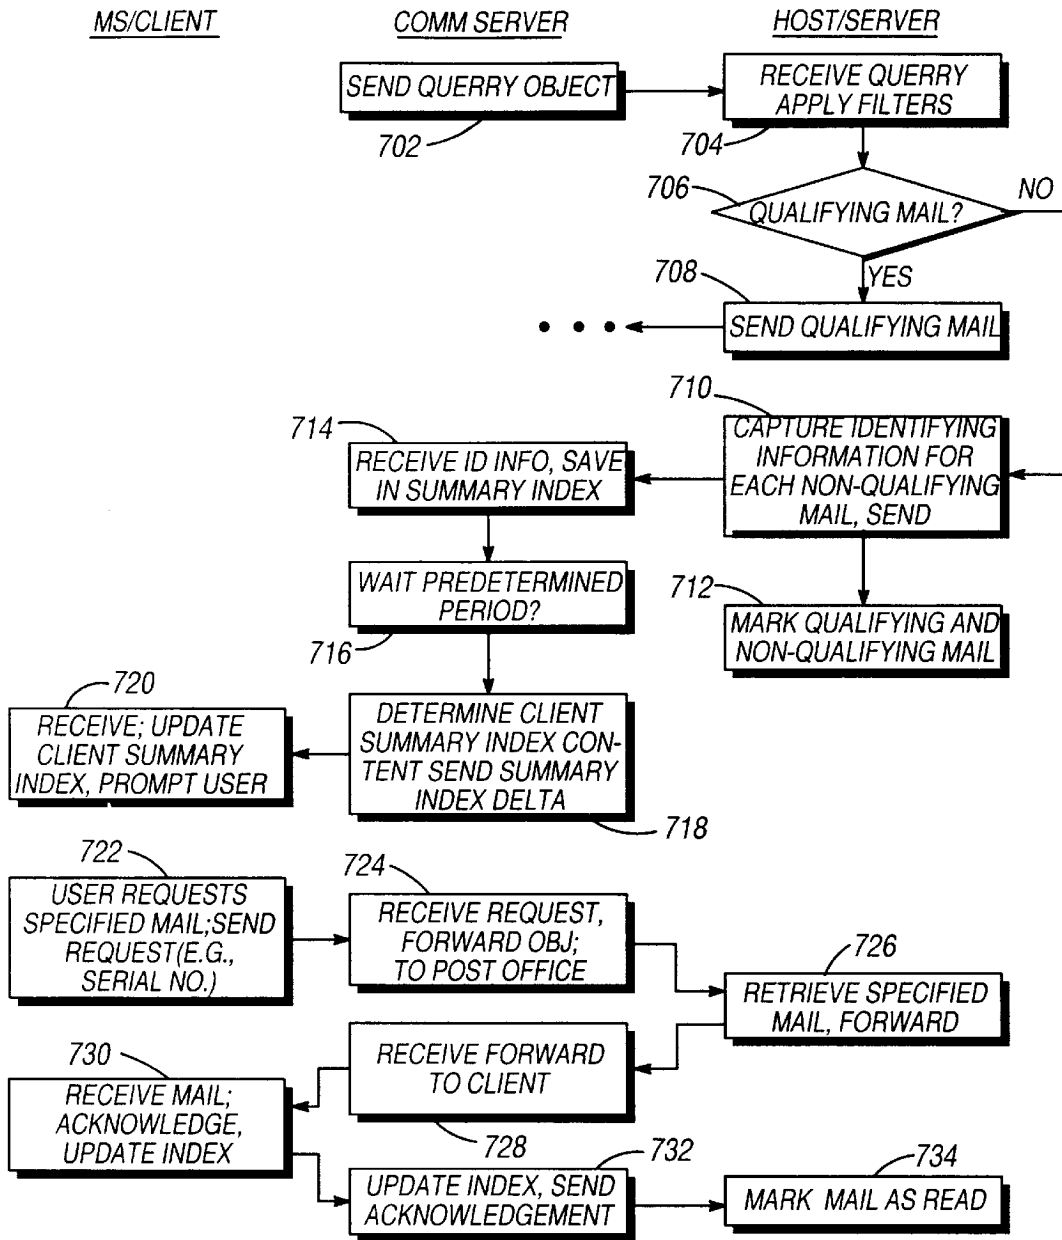 MS/CLIENT
COMM SERVER
HOST/SERVER
SEND QUERRY OBJECT
702
RECEIVE QUERRY
APPLY FILTERS
704
706
QUALIFYING MAIL?
NO
YES
708
SEND QUALIFYING MAIL
710
CAPTURE IDENTIFYING
INFORMATION FOR
EACH NON-QUALIFYING
MAIL, SEND
714
RECEIVE ID INFO, SAVE
IN SUMMARY INDEX
WAIT PREDETERMINED
PERIOD?
716
712
MARK QUALIFYING AND
NON-QUALIFYING MAIL
720
RECEIVE; UPDATE
CLIENT SUMMARY
INDEX, PROMPT USER
DETERMINE CLIENT
SUMMARY INDEX CON-
TENT SEND SUMMARY
INDEX DELTA
718
722
USER REQUESTS
SPECIFIED MAIL;SEND
REQUEST(E.G.,
SERIAL NO.)
724
RECEIVE REQUEST,
FORWARD OBJ;
TO POST OFFICE
726
RETRIEVE SPECIFIED
MAIL, FORWARD
RECEIVE FORWARD
TO CLIENT
728
730
RECEIVE MAIL;
ACKNOWLEDGE,
UPDATE INDEX
732
UPDATE INDEX, SEND
ACKNOWLEDGEMENT
734
MARK MAIL AS READ